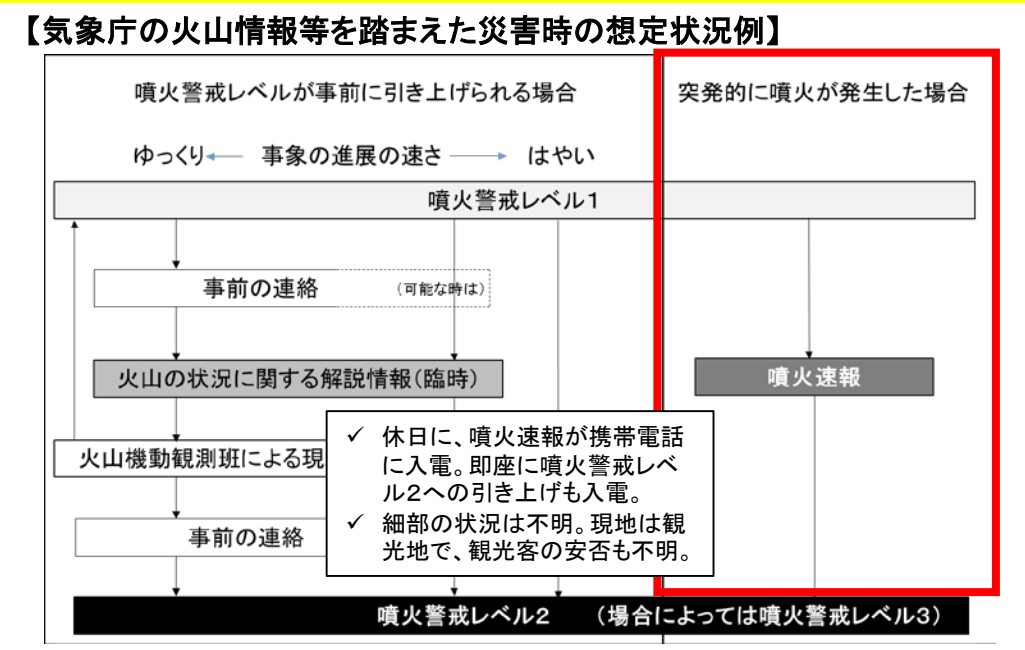 【気象庁の火山情報等を踏まえた災害時の想定状況例】
噴火警戒レベルが事前に引き上げられる場合
突発的に噴火が発生した場合
ゆっくり
事象の進展の速さ
はやい
噴火警戒レベル1
事前の連絡
（可能な時は）
火山の状況に関する解説情報（臨時）
噴火速報
火山機動観測班による現
✓ 休日に、噴火速報が携帯電話
に入電。即座に噴火警戒レベ
ル２への引き上げも入電。
✓ 細部の状況は不明。現地は観
光地で、観光客の安否も不明。
事前の連絡
噴火警戒レベル2 （場合によっては噴火警戒レベル3）